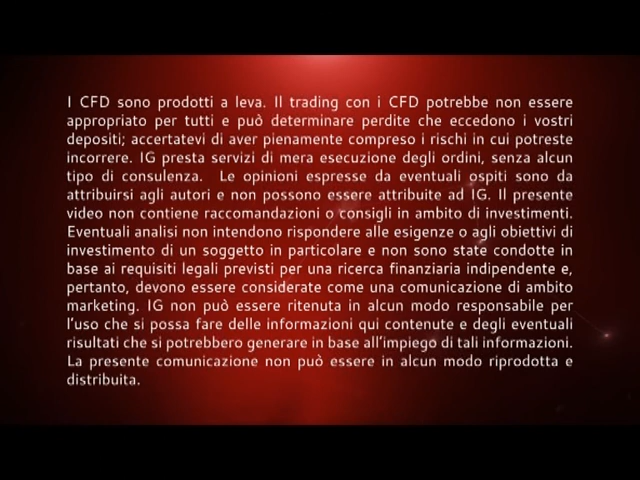 I CFD sono prodotti a leva. Il trading con i CFD potrebbe non essere
appropriato per tutti e può determinare perdite che eccedono i vostri
depositi; accertatevi di aver pienamente compreso i rischi in cui potreste
incorrere. IG presta servizi di mera esecuzione degli ordini, senza alcun
tipo di consulenza.  Le opinioni espresse da eventuali ospiti sono da
attribuirsi agli autori e non possono essere attribuite ad IG. Il presente
video non contiene raccomandazioni o consigli in ambito di investimenti.
Eventuali analisi non intendono rispondere alle esigenze o agli obiettivi di
investimento di un soggetto in particolare e non sono state condotte in
base ai requisiti legali previsti per una ricerca finanziaria indipendente e,
pertanto, devono essere considerate come una comunicazione di ambito
marketing. IG non può essere ritenuta in alcun modo responsabile per
l'uso che si possa fare delle informazioni qui contenute e degli eventuali
risultati che si potrebbero generare in base all'impiego di tali informazioni.
La presente comunicazione non può essere in alcun modo riprodotta e
distribuita.